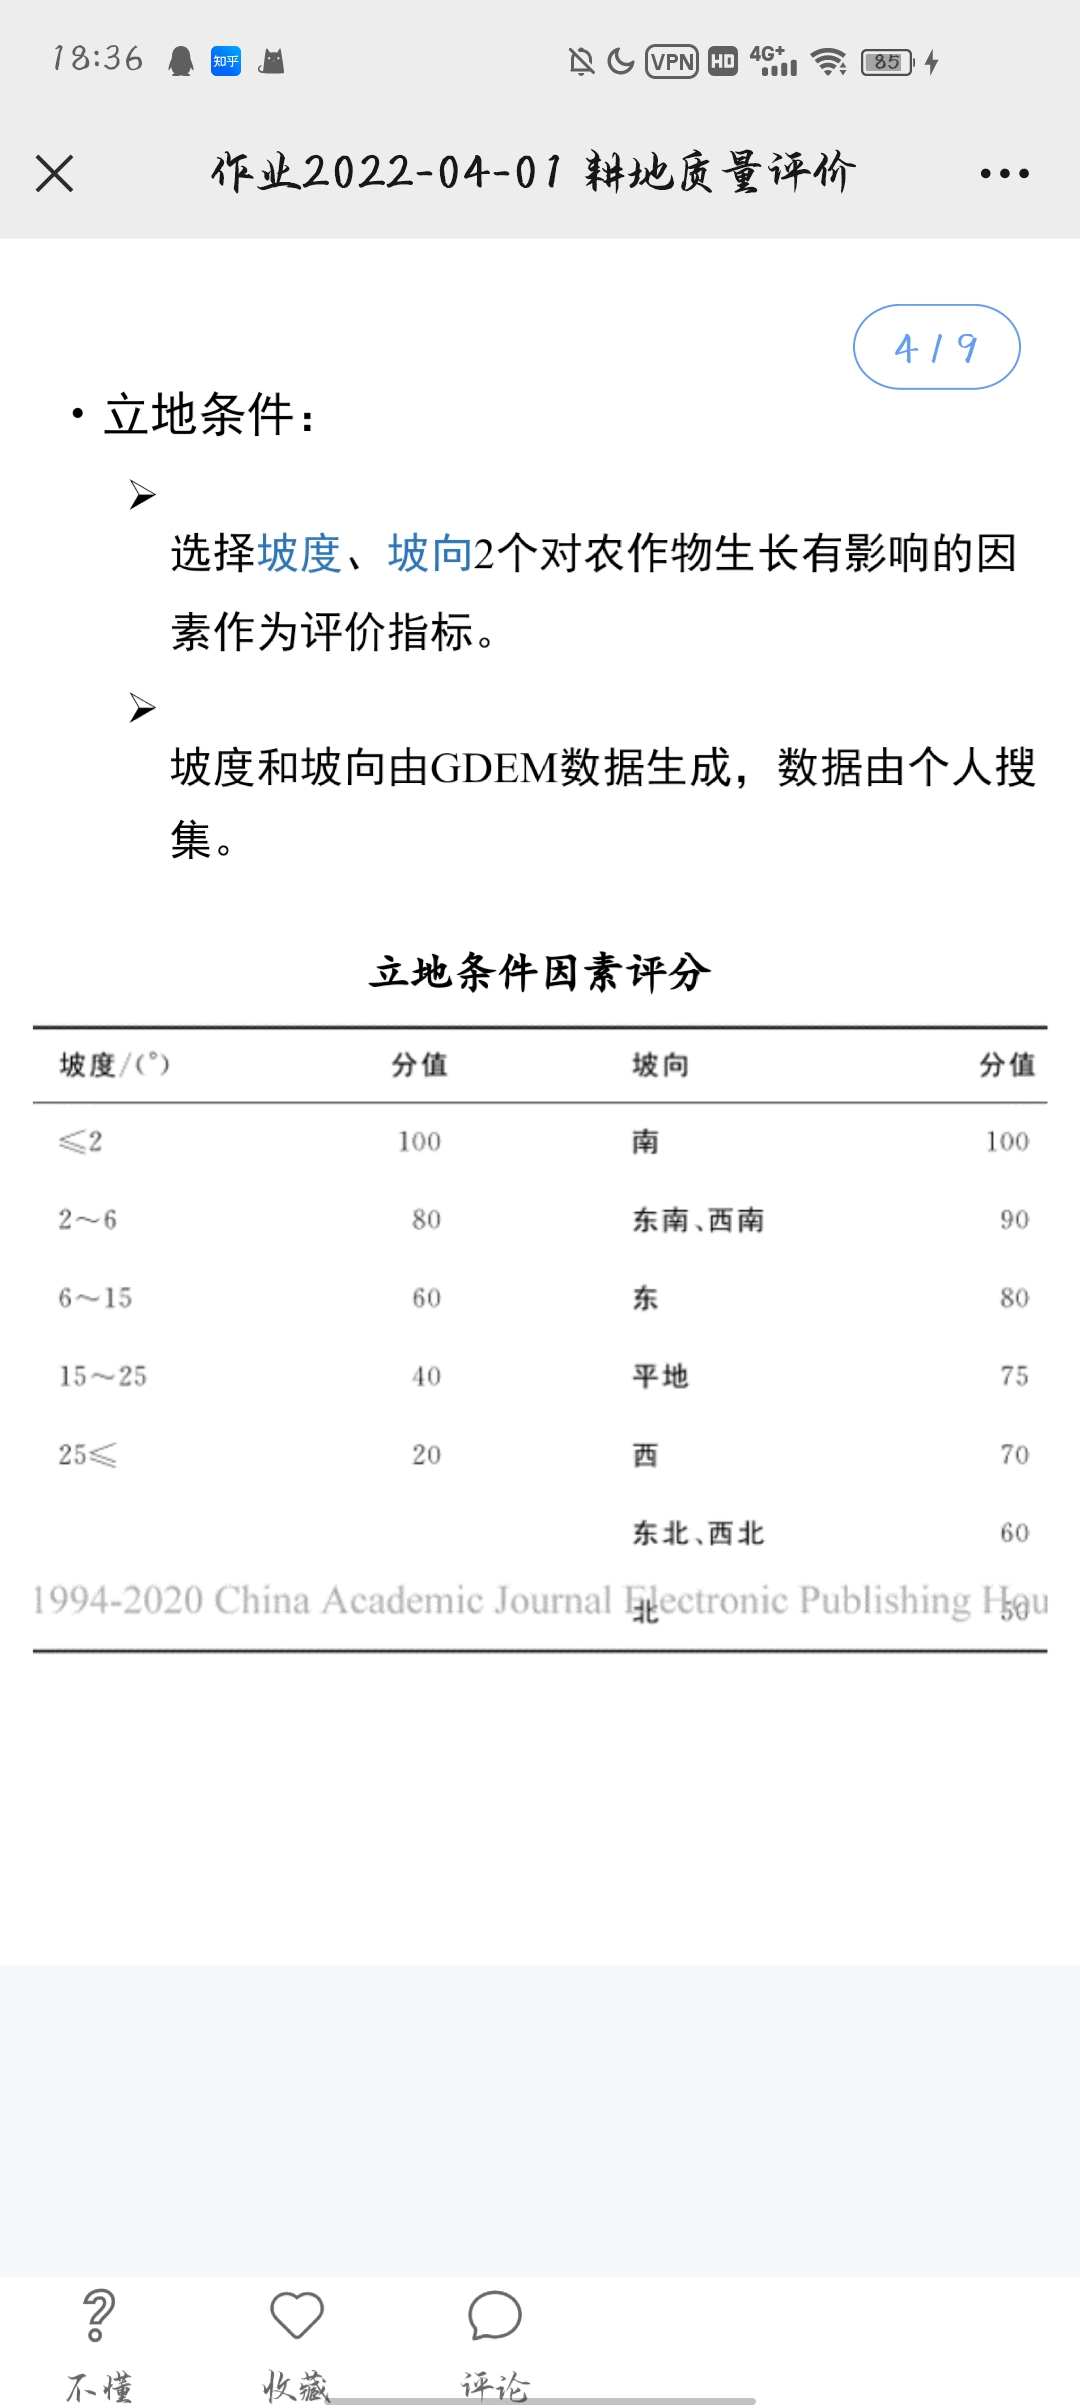 18:36 知乎 VPN HD 4G+ 85
作业2022-04-01 耕地质量评价
4 / 9
• 立地条件：
➢
选择坡度、坡向2个对农作物生长有影响的因
素作为评价指标。
➢
坡度和坡向由GDEM数据生成，数据由个人搜
集。
立地条件因素评分
坡度/(°) 分值 坡向 分值
≤2 100 南 100
2～6 80 东南、西南 90
6～15 60 东 80
15～25 40 平地 75
25≤ 20 西 70
东北、西北 60
1994-2020 China Academic Journal Electronic Publishing Hou
北 50
不懂 收藏 评论